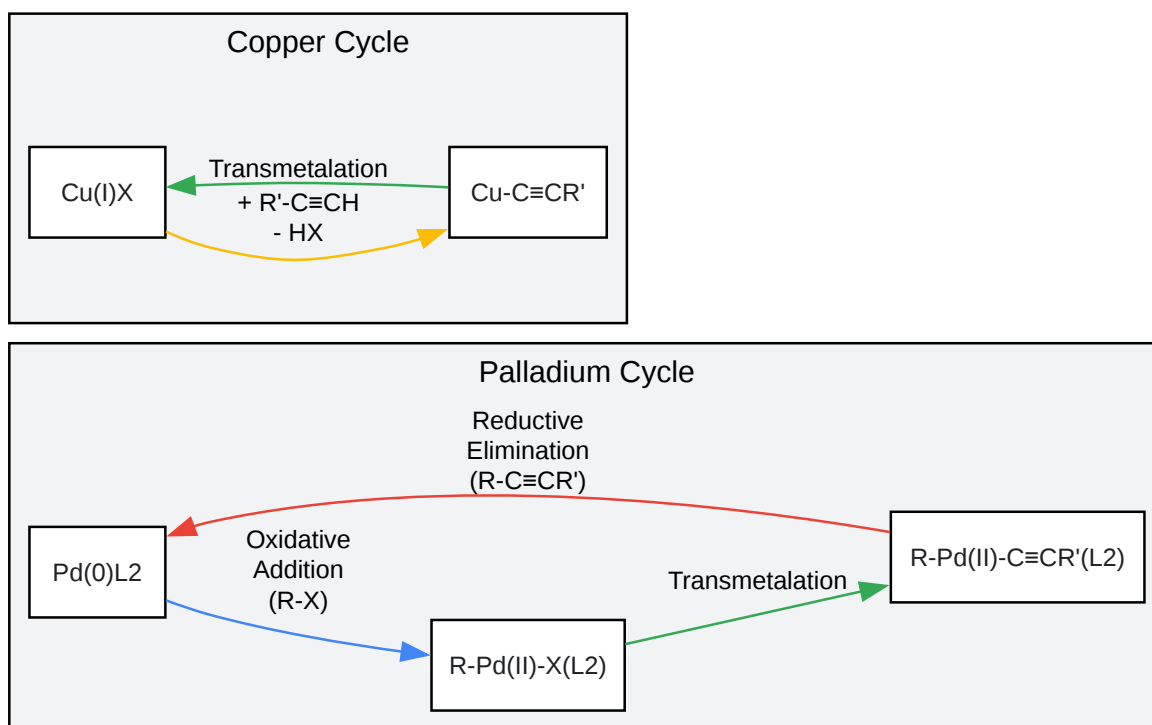 Copper Cycle
Transmetalation
Cu(I)X
+ R'-C≡CH
- HX
Cu-C≡CR'
Palladium Cycle
Reductive
Elimination
(R-C≡CR')
Pd(0)L2
Oxidative
Addition
(R-X)
R-Pd(II)-X(L2)
Transmetalation
R-Pd(II)-C≡CR'(L2)